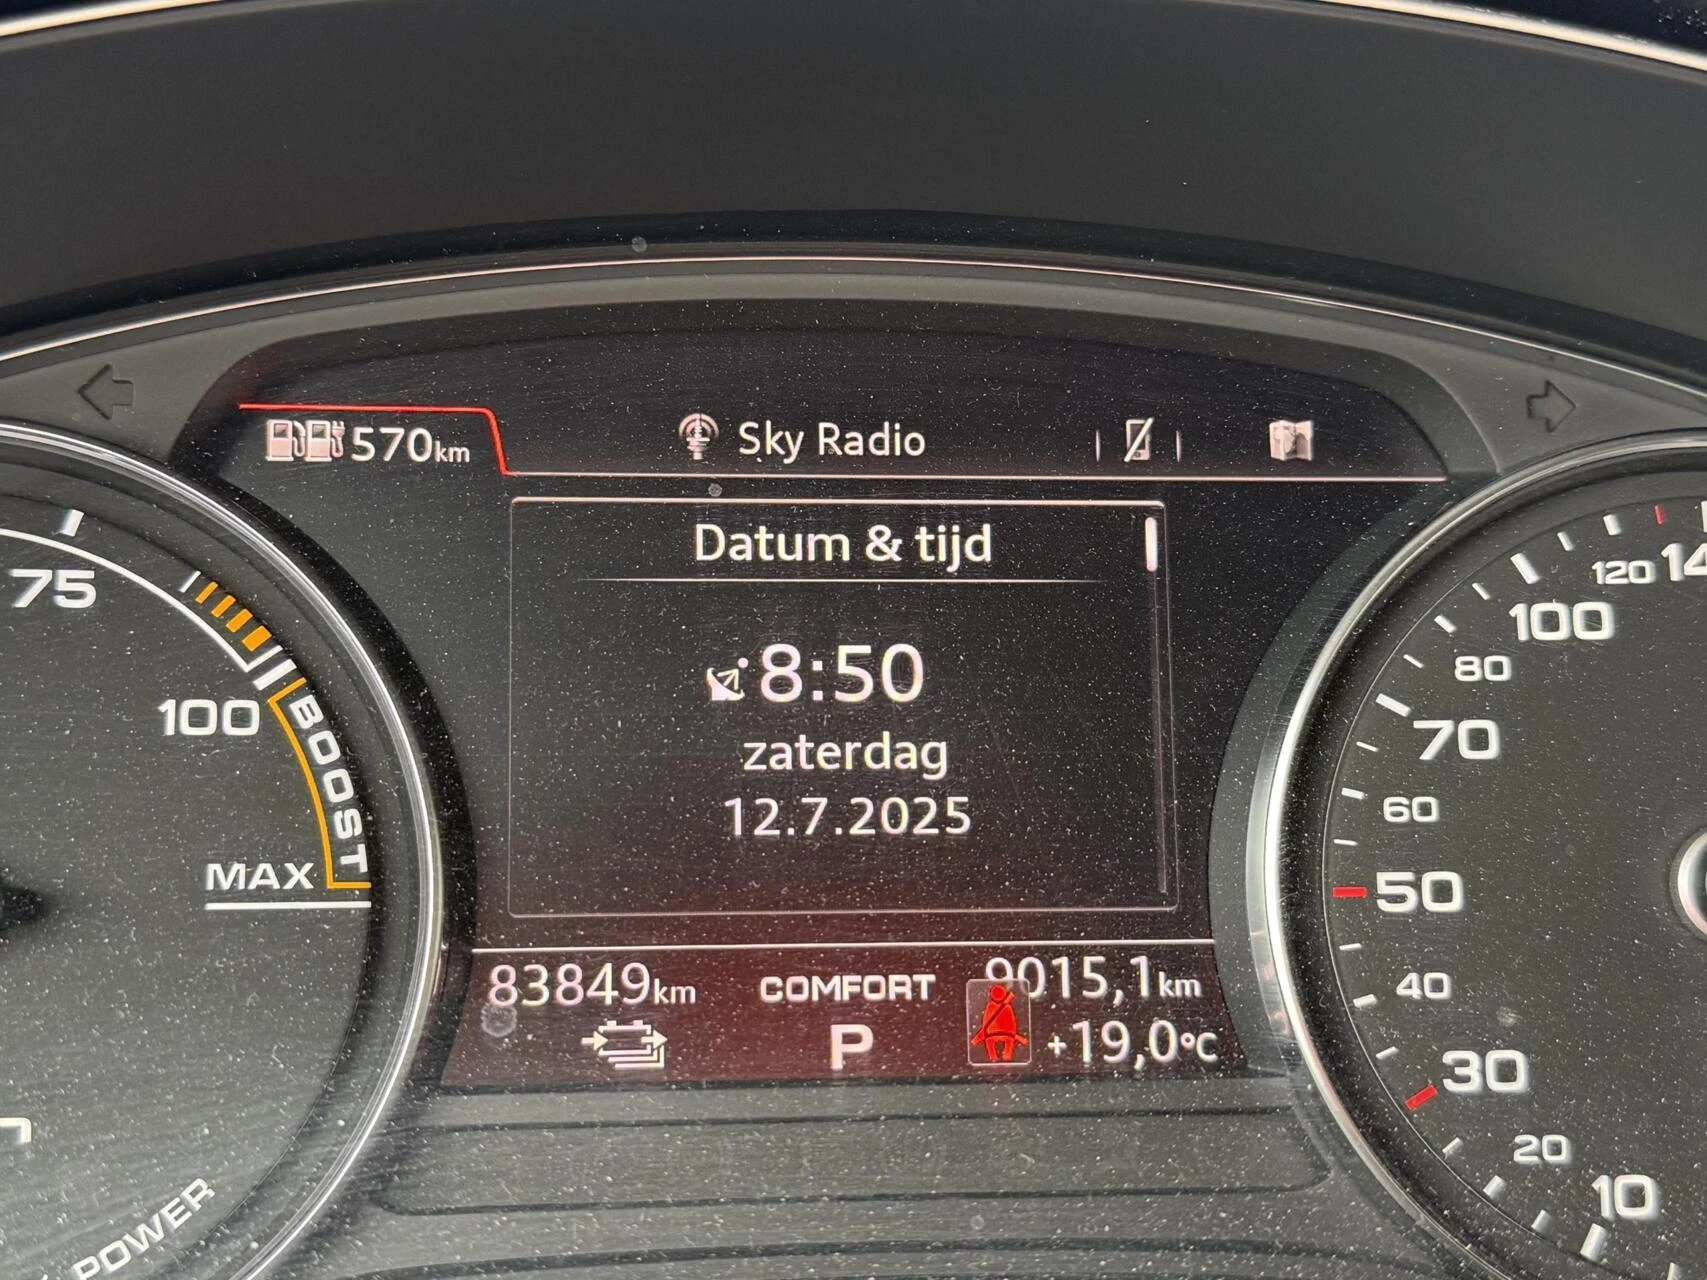 570km
Sky Radio
Datum & tijd
8:50
zaterdag
12.7.2025
83849km
COMFORT
9015,1km
P
+19,0°C
75
100
BOOST
MAX
POWER
120
100
80
70
60
50
40
30
20
10